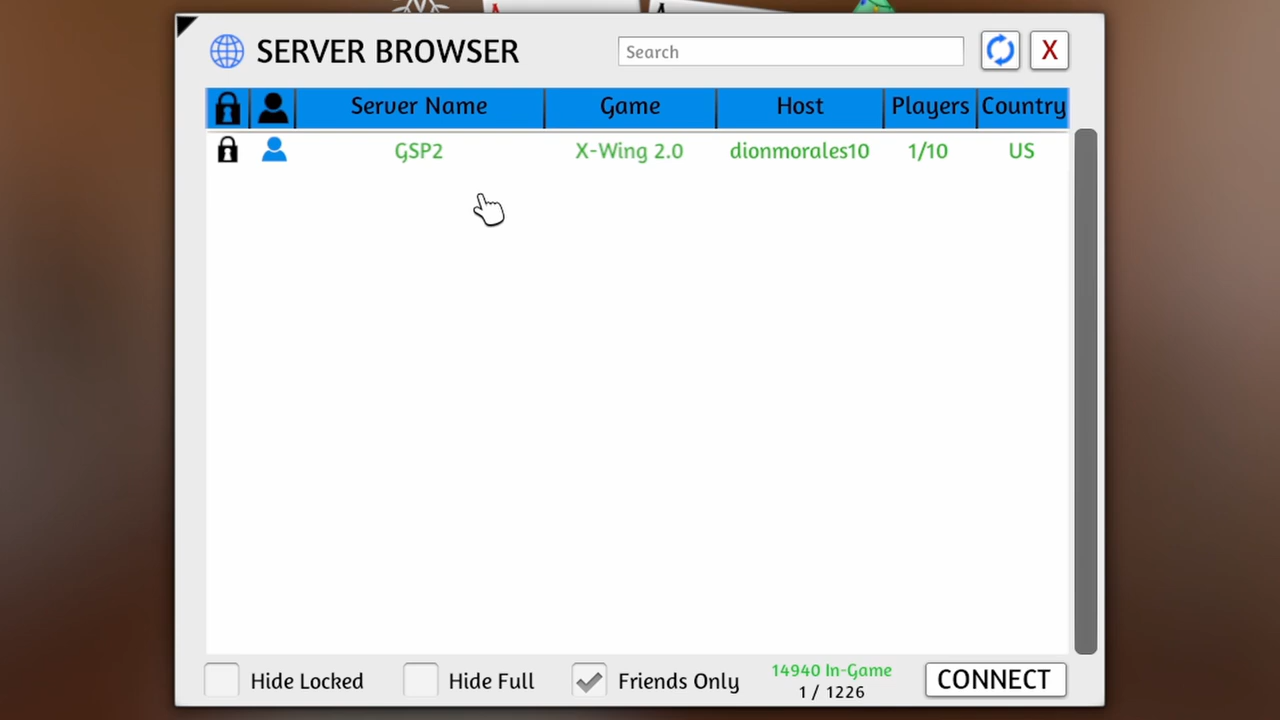 SERVER BROWSER
Search
X
Server Name Game Host Players Country
GSP2 X-Wing 2.0 dionmorales10 1/10 US
Hide Locked Hide Full Friends Only 14940 In-Game
1 / 1226
CONNECT